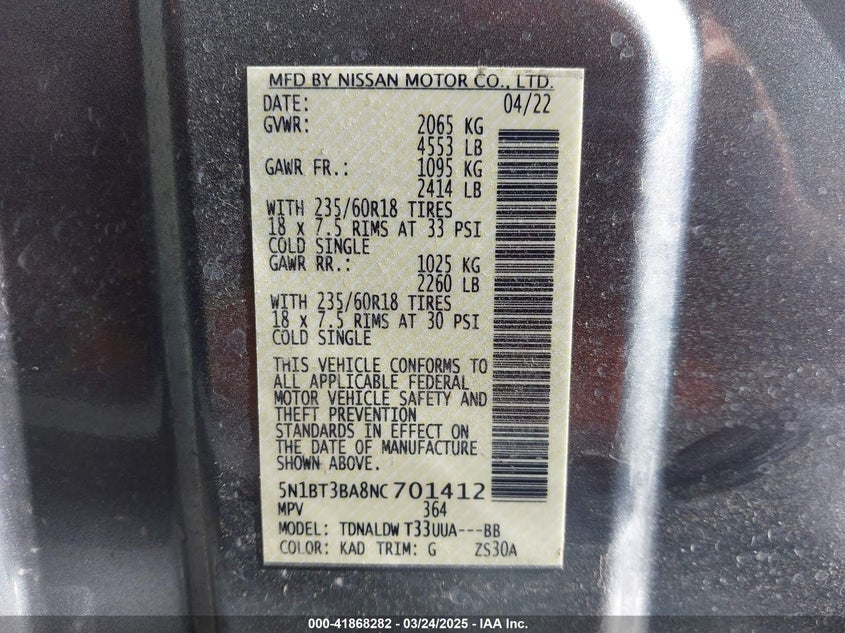 MFD BY NISSAN MOTOR CO., LTD.
DATE: 04/22
GVWR: 2065 KG
4553 LB
GAWR FR.: 1095 KG
2414 LB
WITH 235/60R18 TIRES
18 x 7.5 RIMS AT 33 PSI
COLD SINGLE
GAWR RR.: 1025 KG
2260 LB
WITH 235/60R18 TIRES
18 x 7.5 RIMS AT 30 PSI
COLD SINGLE
THIS VEHICLE CONFORMS TO
ALL APPLICABLE FEDERAL
MOTOR VEHICLE SAFETY AND
THEFT PREVENTION
STANDARDS IN EFFECT ON
THE DATE OF MANUFACTURE
SHOWN ABOVE.
5N1BT3BA8NC701412
MPV 364
MODEL: TDNALDW T33UUA---BB
COLOR: KAD TRIM: G ZS30A
000-41868282 / 03/24/2025 - IAA Inc.